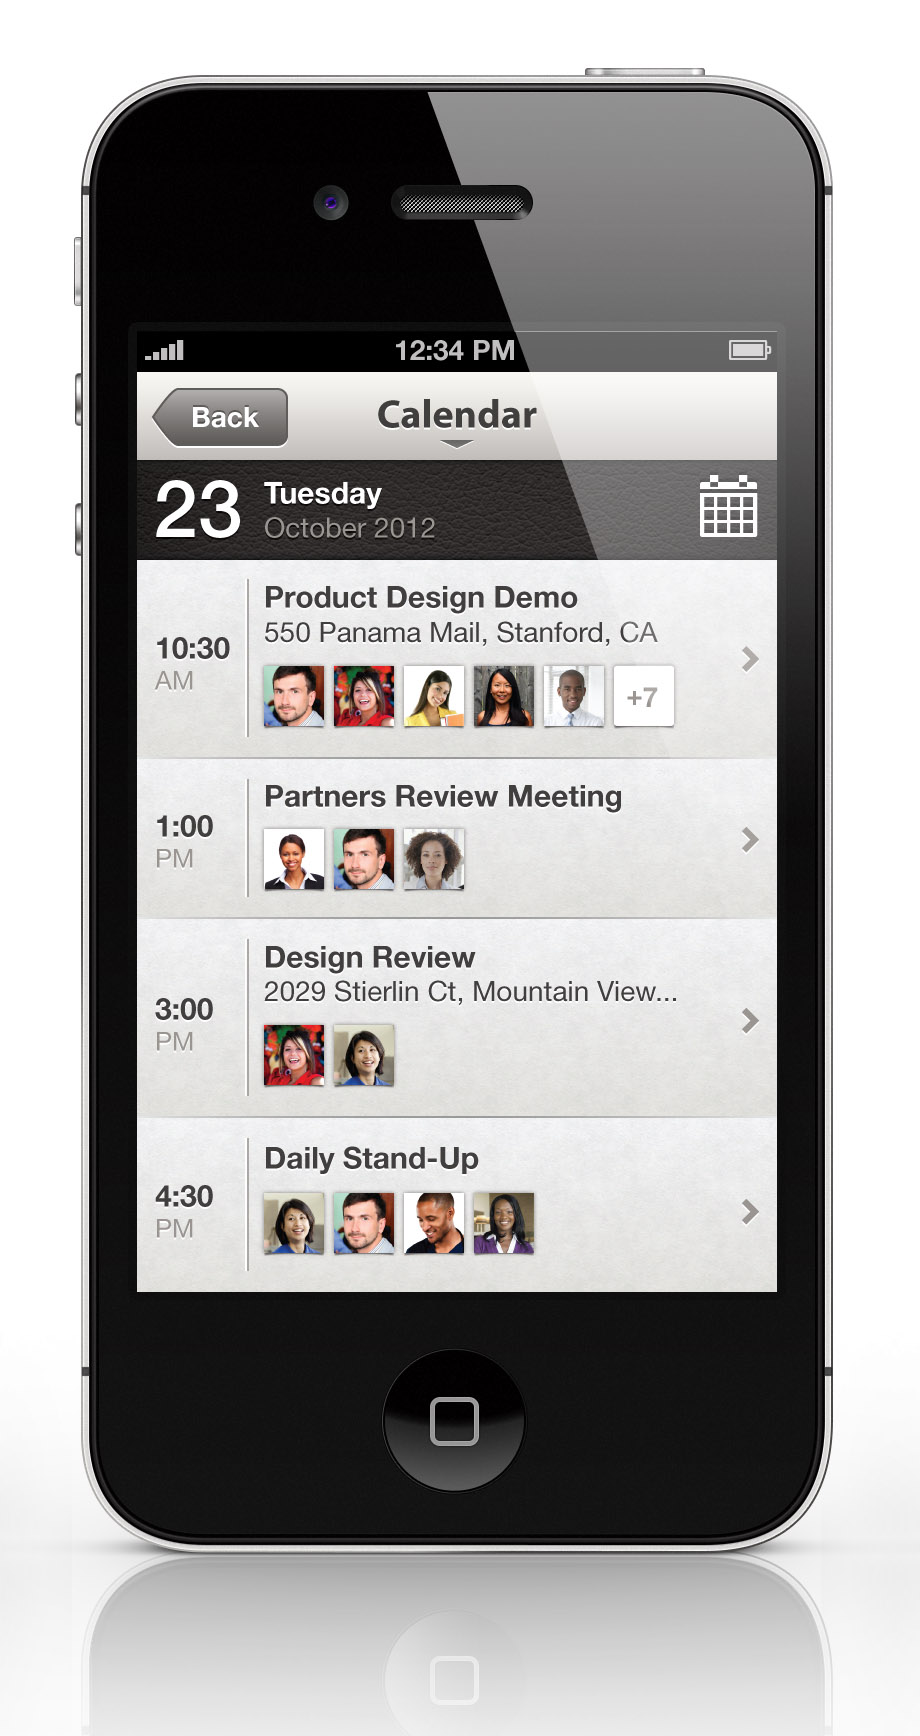 12:34 PM
Back
Calendar
23
Tuesday
October 2012
10:30
AM
Product Design Demo
550 Panama Mail, Stanford, CA
+7
1:00
PM
Partners Review Meeting
3:00
PM
Design Review
2029 Stierlin Ct, Mountain View...
4:30
PM
Daily Stand-Up